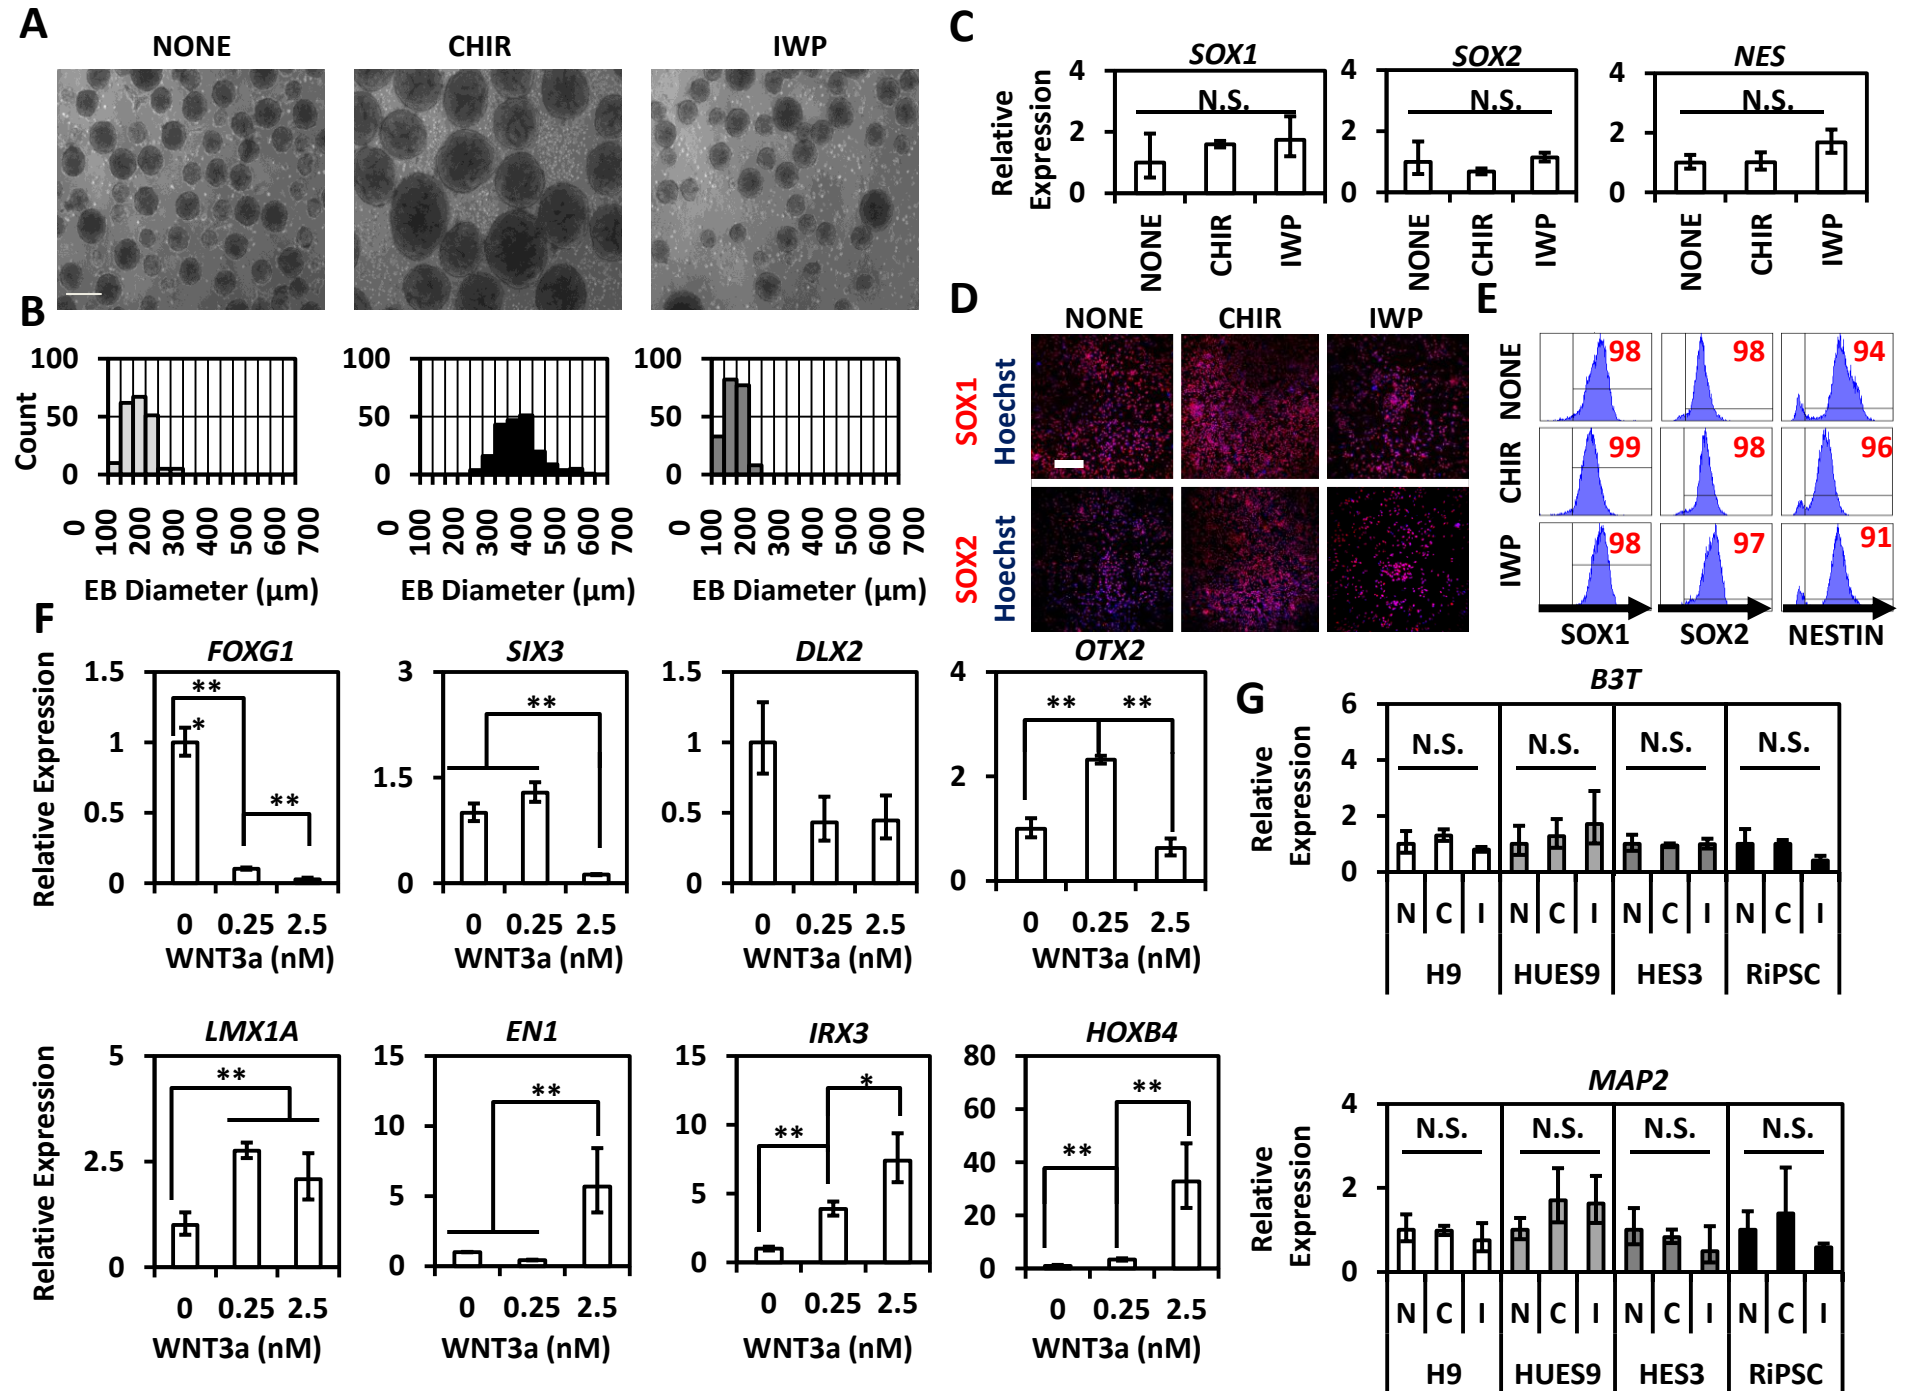 A
NONE CHIR IWP
B
100 100 100
Count
50 50 50
0 0 0
0 100 200 300 400 500 600 700
0 100 200 300 400 500 600 700
0 100 200 300 400 500 600 700
EB Diameter (µm) EB Diameter (µm) EB Diameter (µm)
C
SOX1 SOX2 NES
Relative
Expression
4 4 4
N.S. N.S. N.S.
2 2 2
0 0 0
NONE CHIR IWP NONE CHIR IWP NONE CHIR IWP
D
NONE CHIR IWP
SOX1
Hoechst
SOX2
Hoechst
E
NONE 98 98 94
CHIR 99 98 96
IWP 98 97 91
SOX1 SOX2 NESTIN
F
FOXG1 SIX3 DLX2 OTX2
Relative Expression
1.5 3 1.5 4
** ** ** **
*
1 1.5 1 2
**
0.5 0.5
0 0 0 0
0 0.25 2.5 0 0.25 2.5 0 0.25 2.5 0 0.25 2.5
WNT3a (nM) WNT3a (nM) WNT3a (nM) WNT3a (nM)
LMX1A EN1 IRX3 HOXB4
Relative Expression
5 15 15 80
** ** * **
10 10 60
** **
2.5 5 5 40
20
0 0 0 0
0 0.25 2.5 0 0.25 2.5 0 0.25 2.5 0 0.25 2.5
WNT3a (nM) WNT3a (nM) WNT3a (nM) WNT3a (nM)
G
B3T
Relative
Expression
6
N.S. N.S. N.S. N.S.
4
2
0
N C I N C I N C I N C I
H9 HUES9 HES3 RiPSC
MAP2
Relative
Expression
4
N.S. N.S. N.S. N.S.
2
0
N C I N C I N C I N C I
H9 HUES9 HES3 RiPSC